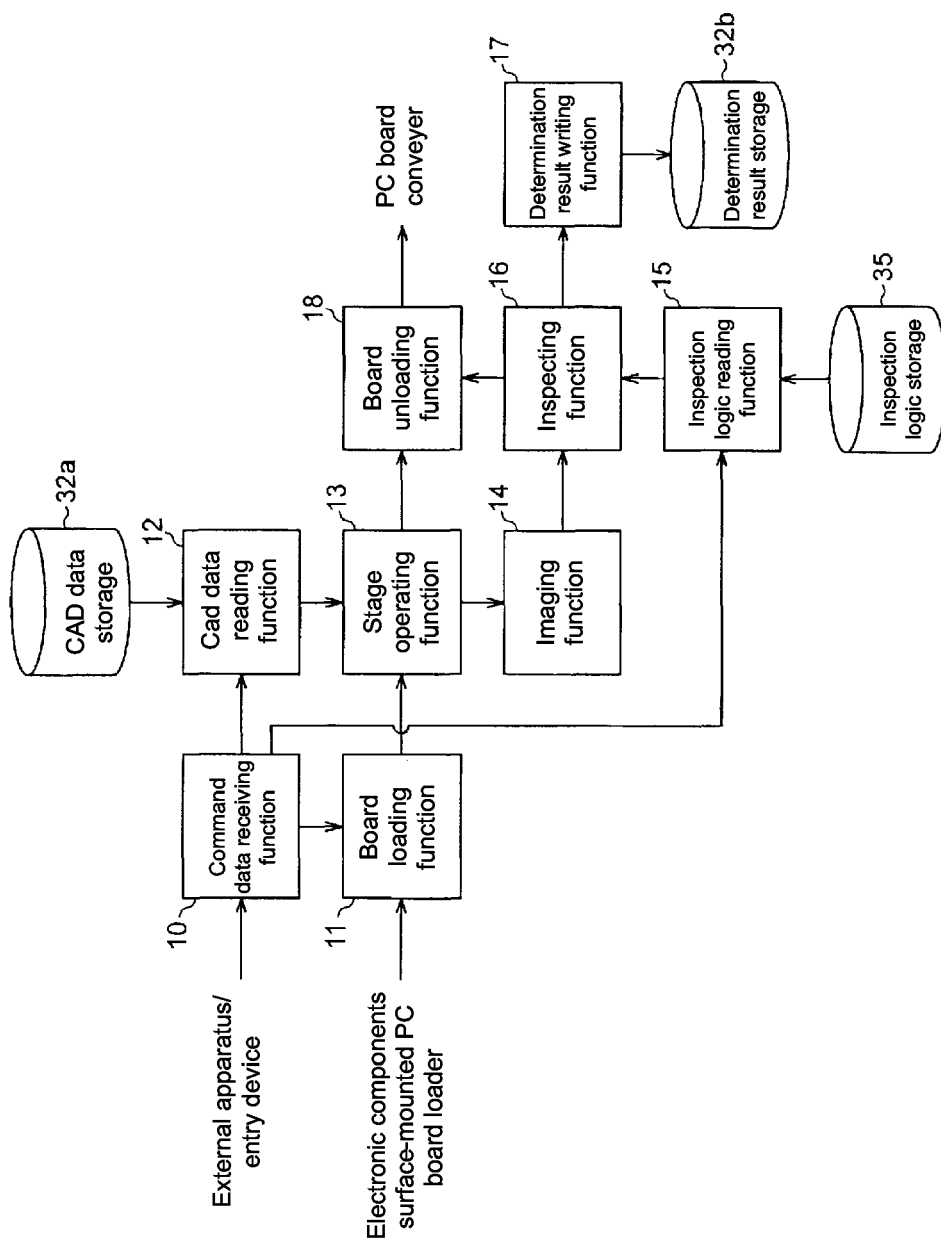 32a
CAD data
storage
12
Cad data
reading
function
10
Command
data receiving
function
External apparatus/
entry device
11
Board
loading
function
Electronic components
surface-mounted PC
board loader
13
Stage
operating
function
18
Board
unloading
function
PC board
conveyer
14
Imaging
function
16
Inspecting
function
17
Determination
result writing
function
15
Inspection
logic reading
function
32b
Determination
result storage
35
Inspection
logic storage